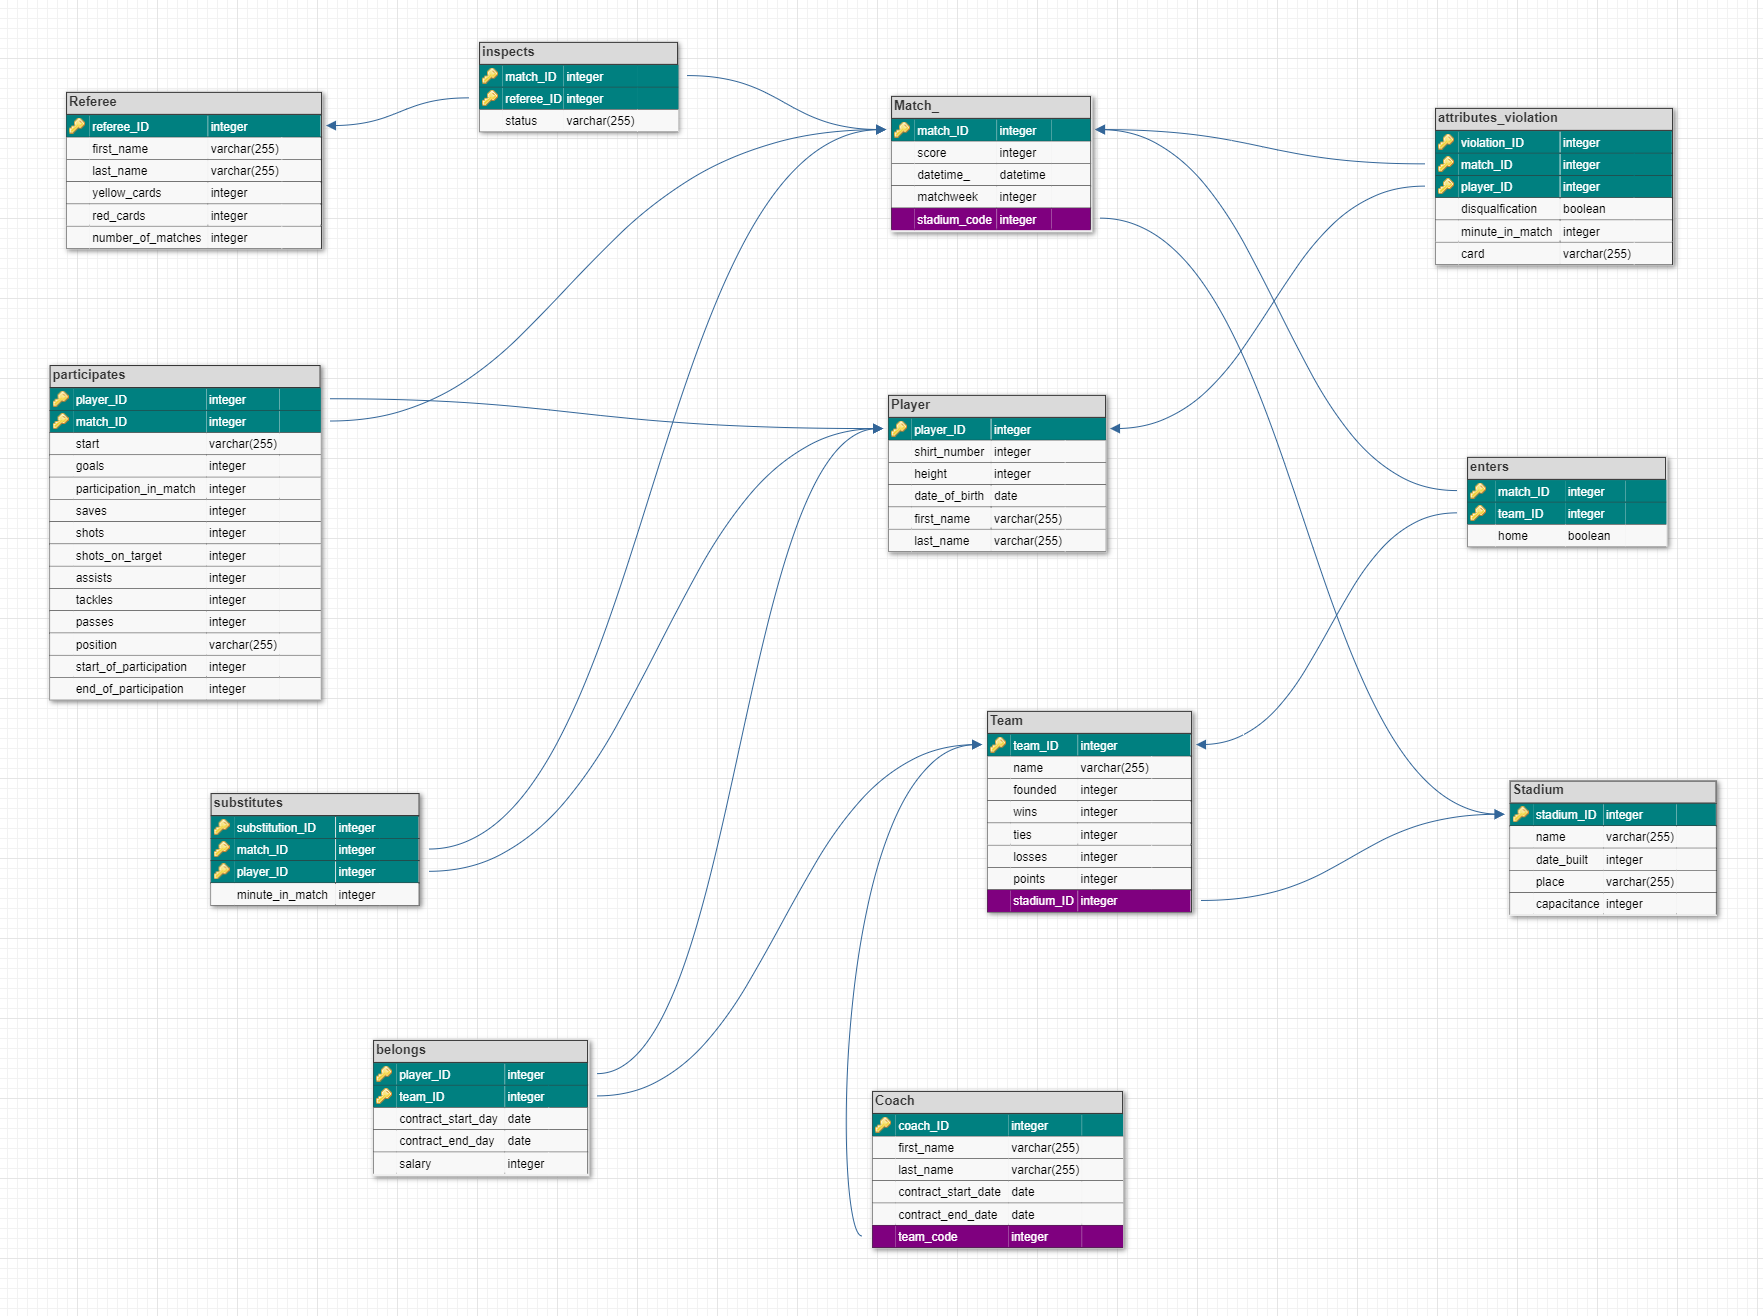 inspects
match_ID integer
referee_ID integer
status varchar(255)
Referee
referee_ID integer
first_name varchar(255)
last_name varchar(255)
yellow_cards integer
red_cards integer
number_of_matches integer
Match_
match_ID integer
score integer
datetime_ datetime
matchweek integer
stadium_code integer
attributes_violation
violation_ID integer
match_ID integer
player_ID integer
disqualfication boolean
minute_in_match integer
card varchar(255)
participates
player_ID integer
match_ID integer
start varchar(255)
goals integer
participation_in_match integer
saves integer
shots integer
shots_on_target integer
assists integer
tackles integer
passes integer
position varchar(255)
start_of_participation integer
end_of_participation integer
Player
player_ID integer
shirt_number integer
height integer
date_of_birth date
first_name varchar(255)
last_name varchar(255)
enters
match_ID integer
team_ID integer
home boolean
Team
team_ID integer
name varchar(255)
founded integer
wins integer
ties integer
losses integer
points integer
stadium_ID integer
Stadium
stadium_ID integer
name varchar(255)
date_built integer
place varchar(255)
capacitance integer
substitutes
substitution_ID integer
match_ID integer
player_ID integer
minute_in_match integer
belongs
player_ID integer
team_ID integer
contract_start_day date
contract_end_day date
salary integer
Coach
coach_ID integer
first_name varchar(255)
last_name varchar(255)
contract_start_date date
contract_end_date date
team_code integer